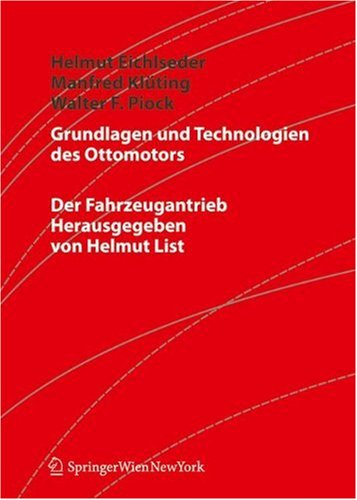 Helmut Eichlseder
Manfred Klüting
Walter F. Piock
Grundlagen und Technologien
des Ottomotors
Der Fahrzeugantrieb
Herausgegeben
von Helmut List
SpringerWienNewYork